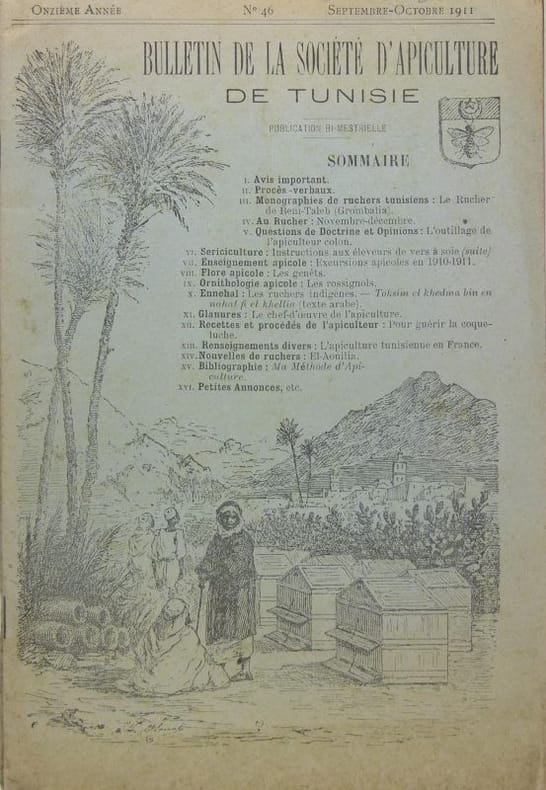 Onzième Année
N° 46
Septembre-Octobre 1911
BULLETIN DE LA SOCIÉTÉ D'APICULTURE
DE TUNISIE
PUBLICATION BI-MESTRIELLE
SOMMAIRE
I. Avis important.
II. Procès-verbaux.
III. Monographies de ruchers tunisiens : Le Rucher
de Beni-Taleb (Grombalia).
IV. Au Rucher : Novembre-décembre.
V. Questions de Doctrine et Opinions : L'outillage de
l'apiculteur colon.
VI. Sericiculture : Instructions aux éleveurs de vers à soie (suite)
VII. Enseignement apicole : Excursions apicoles en 1910-1911.
VIII. Flore apicole : Les genêts.
IX. Ornithologie apicole : Les rossignols.
X. Ennehal : Les ruchers indigènes. — Toksim el khedma bin en
nahal fi el khellia (texte arabe).
XI. Glanures : Le chef-d'œuvre de l'apiculture.
XII. Recettes et procédés de l'apiculteur : Pour guérir la coque-
luche.
XIII. Renseignements divers : L'apiculture tunisienne en France.
XIV. Nouvelles de ruchers : El-Aouïlia.
XV. Bibliographie : Ma Méthode d'Api-
culture.
XVI. Petites Annonces, etc.